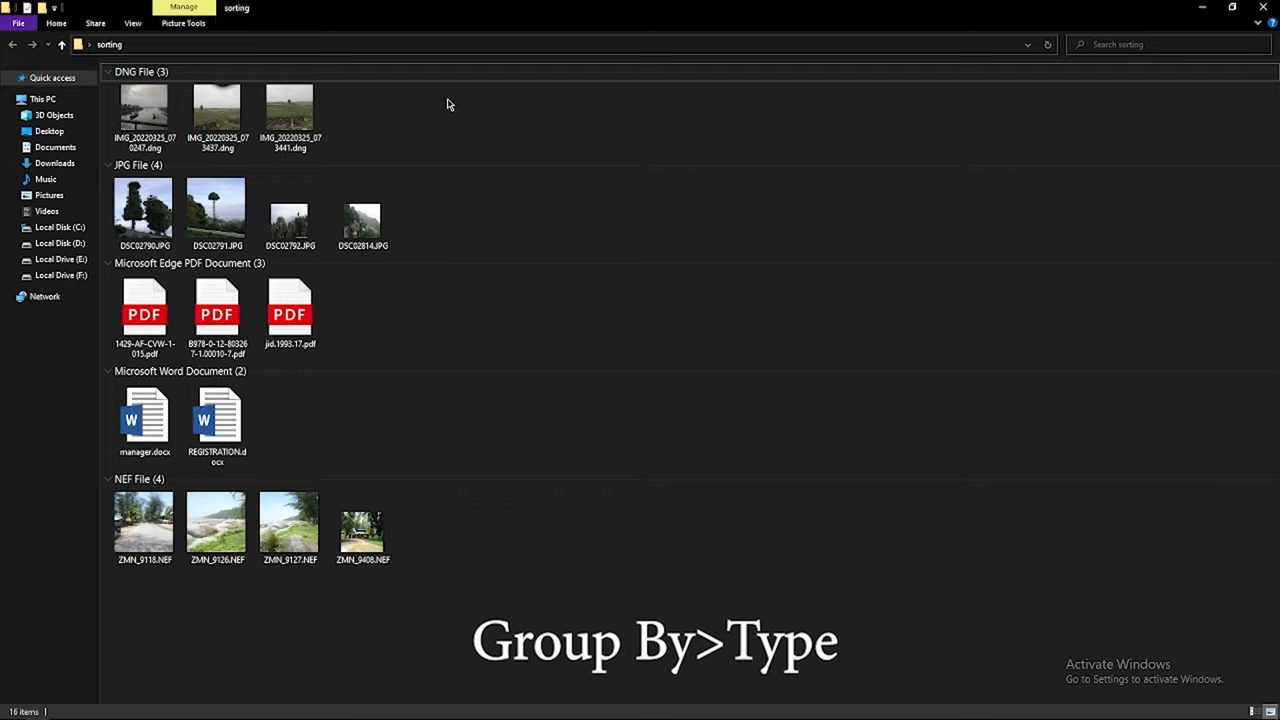 Manage
sorting
File
Home
Share
View
Picture Tools
sorting
Search sorting
Quick access
This PC
3D Objects
Desktop
Documents
Downloads
Music
Pictures
Videos
Local Disk (C:)
Local Disk (D:)
Local Drive (E:)
Local Drive (F:)
Network
DNG File (3)
IMG_20220325_07
0247.dng
IMG_20220325_07
3437.dng
IMG_20220325_07
3441.dng
JPG File (4)
DSC02790.JPG
DSC02791.JPG
DSC02792.JPG
DSC02814.JPG
Microsoft Edge PDF Document (3)
PDF
PDF
PDF
1429-AF-CVW-1-
015.pdf
B978-0-12-80326
7-1.00010-7.pdf
jid.1993.17.pdf
Microsoft Word Document (2)
W
W
manager.docx
REGISTRATION.d
ocx
NEF File (4)
ZMN_9118.NEF
ZMN_9126.NEF
ZMN_9127.NEF
ZMN_9408.NEF
Group By>Type
Activate Windows
Go to Settings to activate Windows.
16 items